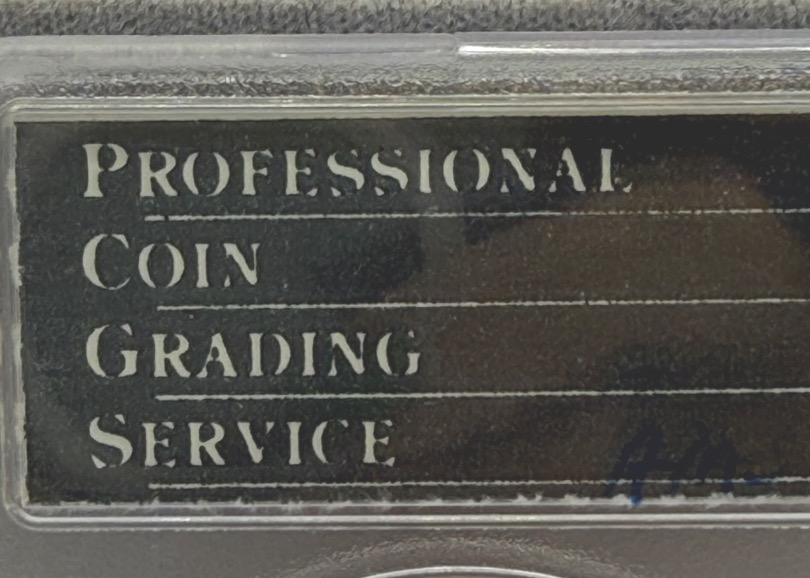 PROFESSIONAL
COIN
GRADING
SERVICE